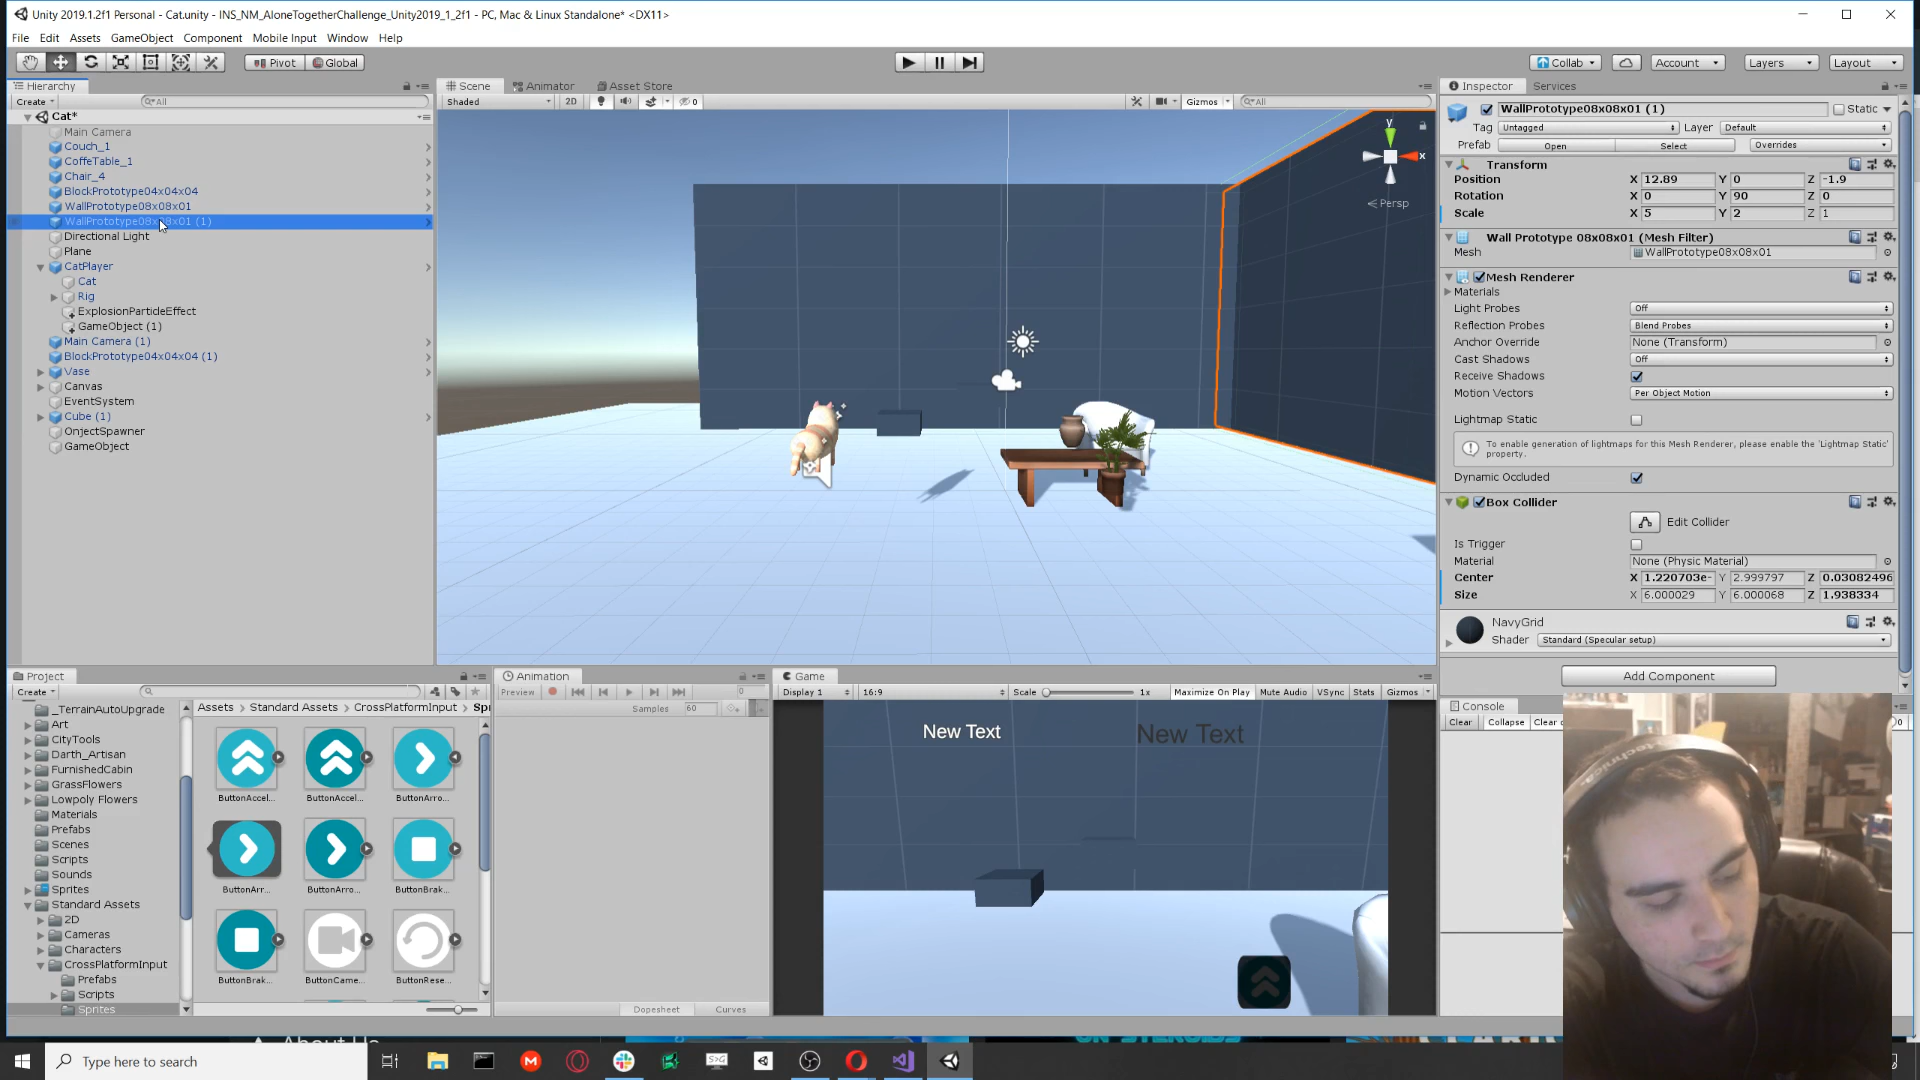 Unity 2019.1.2f1 Personal - Cat.unity - INS_NM_AloneTogetherChallenge_Unity2019_1_2f1 - PC, Mac & Linux Standalone* <DX11>
File Edit Assets GameObject Component Mobile Input Window Help
Pivot Global Collab Account Layers Layout
Hierarchy
Create All
Cat*
Main Camera
Couch_1
CoffeTable_1
Chair_4
BlockPrototype04x04x04
WallPrototype08x08x01
WallPrototype08x08x01 (1)
Directional Light
Plane
CatPlayer
Cat
Rig
ExplosionParticleEffect
GameObject (1)
Main Camera (1)
BlockPrototype04x04x04 (1)
Vase
Canvas
EventSystem
Cube (1)
OnjectSpawner
GameObject
Scene Animator Asset Store
Shaded 2D 0 Gizmos All
y
x
Persp
Inspector Services
WallPrototype08x08x01 (1) Static
Tag Untagged Layer Default
Prefab Open Select Overrides
Transform
Position X 12.89 Y 0 Z -1.9
Rotation X 0 Y 90 Z 0
Scale X 5 Y 2 Z 1
Wall Prototype 08x08x01 (Mesh Filter)
Mesh WallPrototype08x08x01
Mesh Renderer
Materials
Light Probes Off
Reflection Probes Blend Probes
Anchor Override None (Transform)
Cast Shadows Off
Receive Shadows
Motion Vectors Per Object Motion
Lightmap Static
To enable generation of lightmaps for this Mesh Renderer, please enable the 'Lightmap Static' property.
Dynamic Occluded
Box Collider
Edit Collider
Is Trigger
Material None (Physic Material)
Center X 1.220703e- Y 2.999797 Z 0.03082496
Size X 6.000029 Y 6.000068 Z 1.938334
NavyGrid
Shader Standard (Specular setup)
Add Component
Console
Clear Collapse Clear 0
Project
Create
_TerrainAutoUpgrade
Art
CityTools
Darth_Artisan
FurnishedCabin
GrassFlowers
Lowpoly Flowers
Materials
Prefabs
Scenes
Scripts
Sounds
Sprites
Standard Assets
2D
Cameras
Characters
CrossPlatformInput
Prefabs
Scripts
Sprites
Assets > Standard Assets > CrossPlatformInput > Spr
ButtonAccel... ButtonAccel... ButtonArro...
ButtonArr... ButtonArro... ButtonBrak...
ButtonBrak... ButtonCame... ButtonRese...
Animation
Preview 0
Samples 60
Dopesheet Curves
Game
Display 1 16:9 Scale 1x Maximize On Play Mute Audio VSync Stats Gizmos
New Text New Text
Type here to search